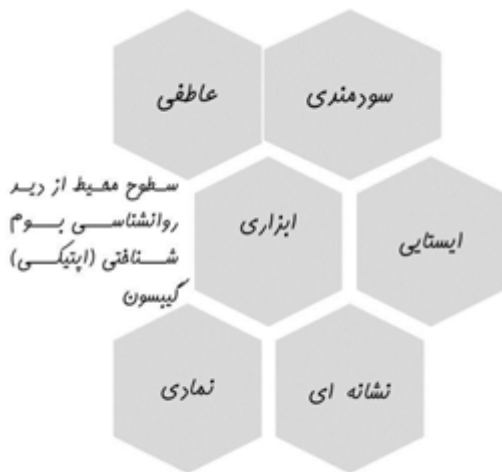 سودمندی
عاطفی
سطوح محیط از دید
روانشناسی بوم
شناختی (اپتیکی)
گیبسون
ابزاری
ایستایی
نمادی
نشانه ای